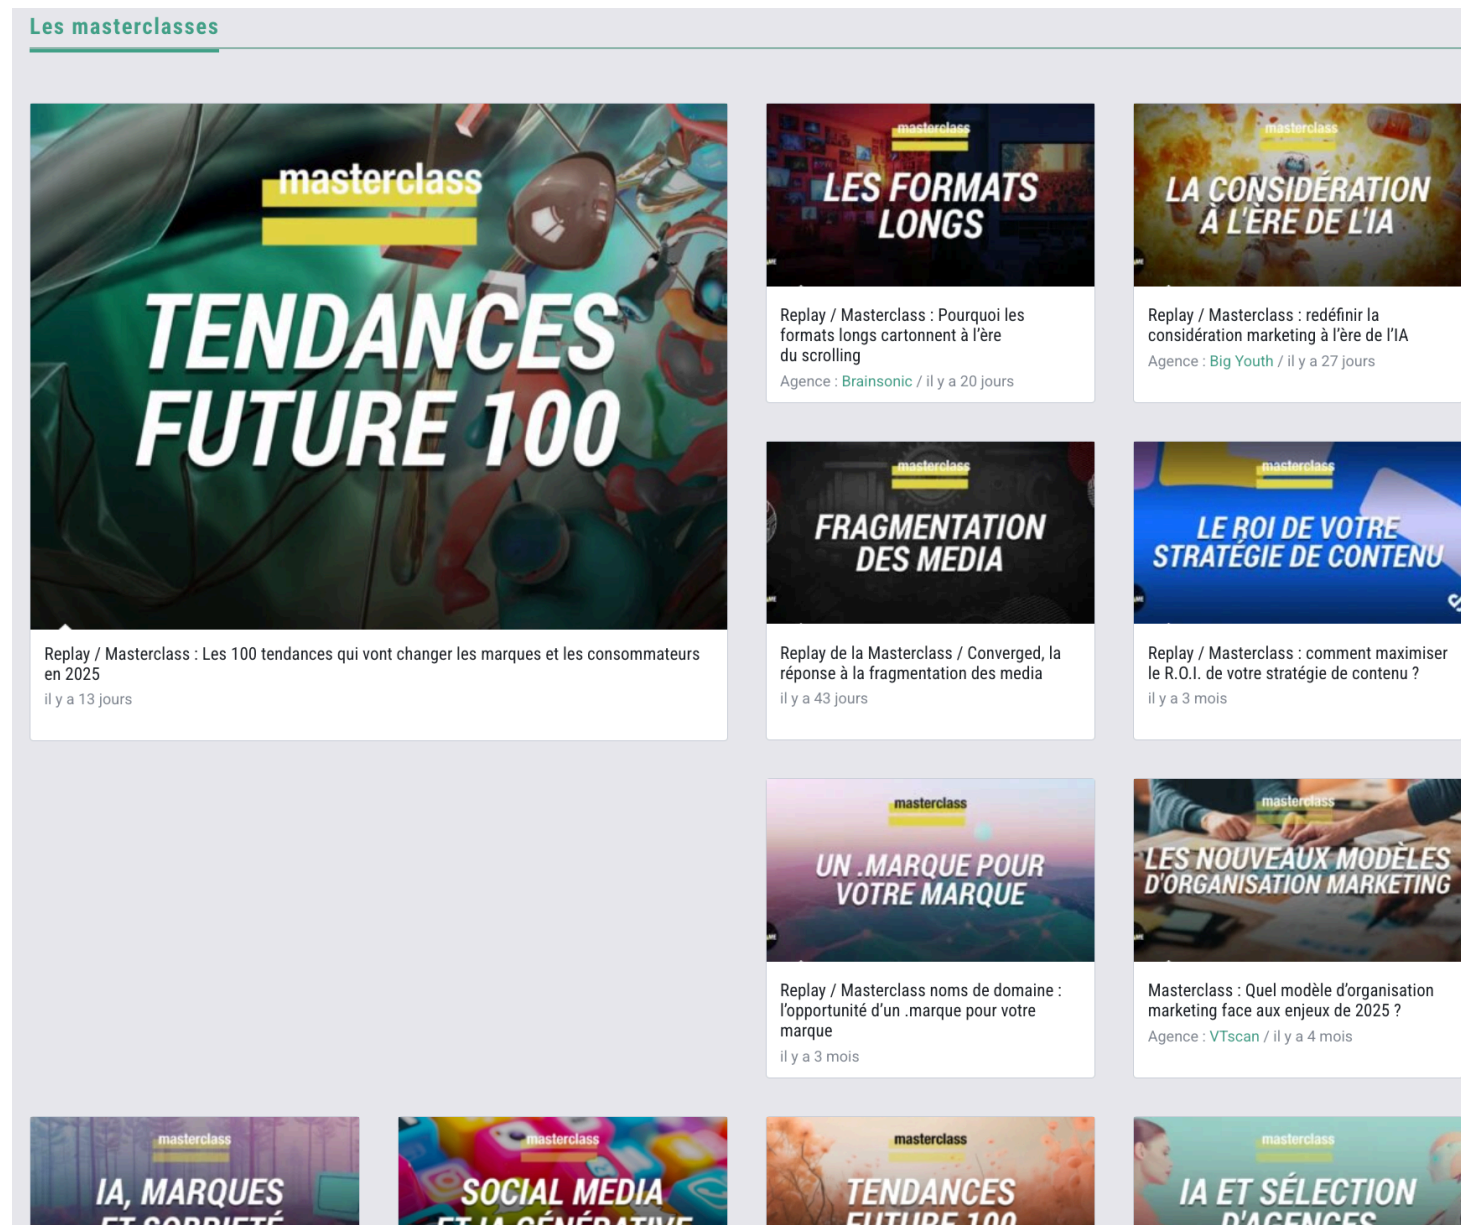 Les masterclasses
masterclass
TENDANCES
FUTURE 100
Replay / Masterclass : Les 100 tendances qui vont changer les marques et les consommateurs
en 2025
il y a 13 jours
masterclass
LES FORMATS
LONGS
Replay / Masterclass : Pourquoi les
formats longs cartonnent à l’ère
du scrolling
Agence : Brainsonic / il y a 20 jours
masterclass
LA CONSIDÉRATION
À L'ÈRE DE L'IA
Replay / Masterclass : redéfinir la
considération marketing à l’ère de l’IA
Agence : Big Youth / il y a 27 jours
masterclass
FRAGMENTATION
DES MEDIA
Replay de la Masterclass / Converged, la
réponse à la fragmentation des media
il y a 43 jours
masterclass
LE ROI DE VOTRE
STRATÉGIE DE CONTENU
Replay / Masterclass : comment maximiser
le R.O.I. de votre stratégie de contenu ?
il y a 3 mois
masterclass
UN .MARQUE POUR
VOTRE MARQUE
Replay / Masterclass noms de domaine :
l’opportunité d’un .marque pour votre
marque
il y a 3 mois
masterclass
LES NOUVEAUX MODÈLES
D'ORGANISATION MARKETING
Masterclass : Quel modèle d’organisation
marketing face aux enjeux de 2025 ?
Agence : VTscan / il y a 4 mois
masterclass
IA, MARQUES
ET SOBRIÉTÉ
masterclass
SOCIAL MEDIA
ET IA GÉNÉRATIVE
masterclass
TENDANCES
FUTURE 100
masterclass
IA ET SÉLECTION
D'AGENCES